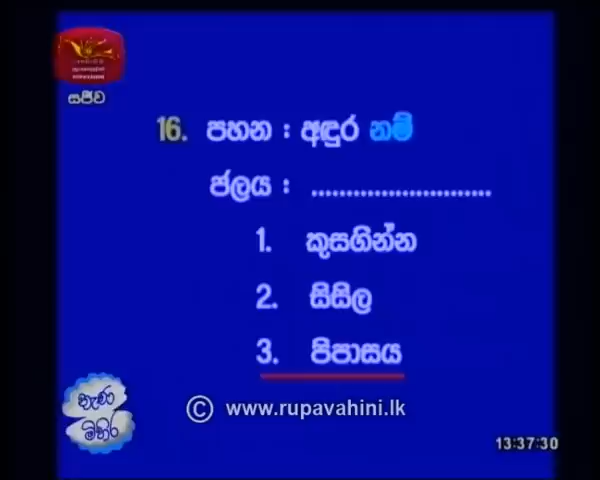 සජීව
16. පහන : අඳුර නම්
ජලය : ..........................
1. කුසගින්න
2. සිසිල
3. පිපාසය
නැණ
මිහිර
© www.rupavahini.lk
13:37:30